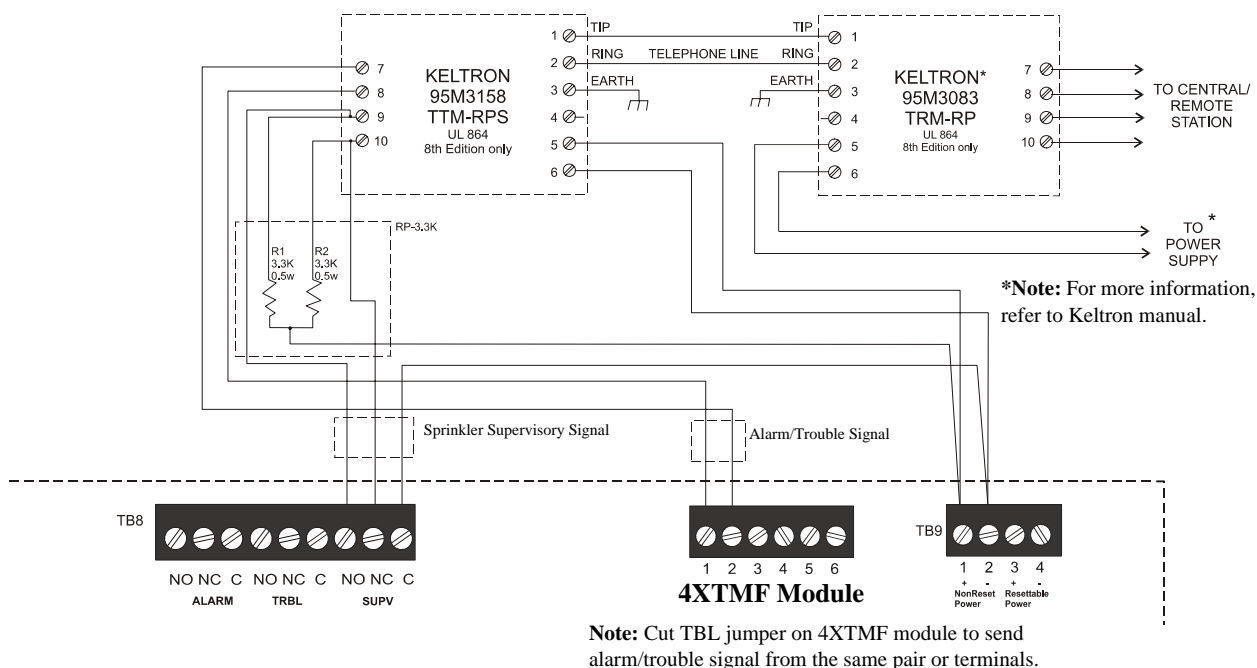 TIP
TIP
1
1
RING
TELEPHONE LINE
RING
2
2
7
7
KELTRON
95M3158
TTM-RPS
UL 864
8th Edition only
KELTRON*
95M3083
TRM-RP
UL 864
8th Edition only
EARTH
EARTH
3
3
8
8
TO CENTRAL/
REMOTE
STATION
9
4
4
9
10
5
5
10
6
6
RP-3.3K
TO *
POWER
SUPPY
R1
3.3K
0.5w
R2
3.3K
0.5w
*Note: For more information,
refer to Keltron manual.
Sprinkler Supervisory Signal
Alarm/Trouble Signal
TB8
TB9
NO NC C NO NC C NO NC C
ALARM TRBL SUPV
1 2 3 4 5 6
4XTMF Module
1 2 3 4
+ - + -
NonReset
Power
Resettable
Power
Note: Cut TBL jumper on 4XTMF module to send
alarm/trouble signal from the same pair or terminals.